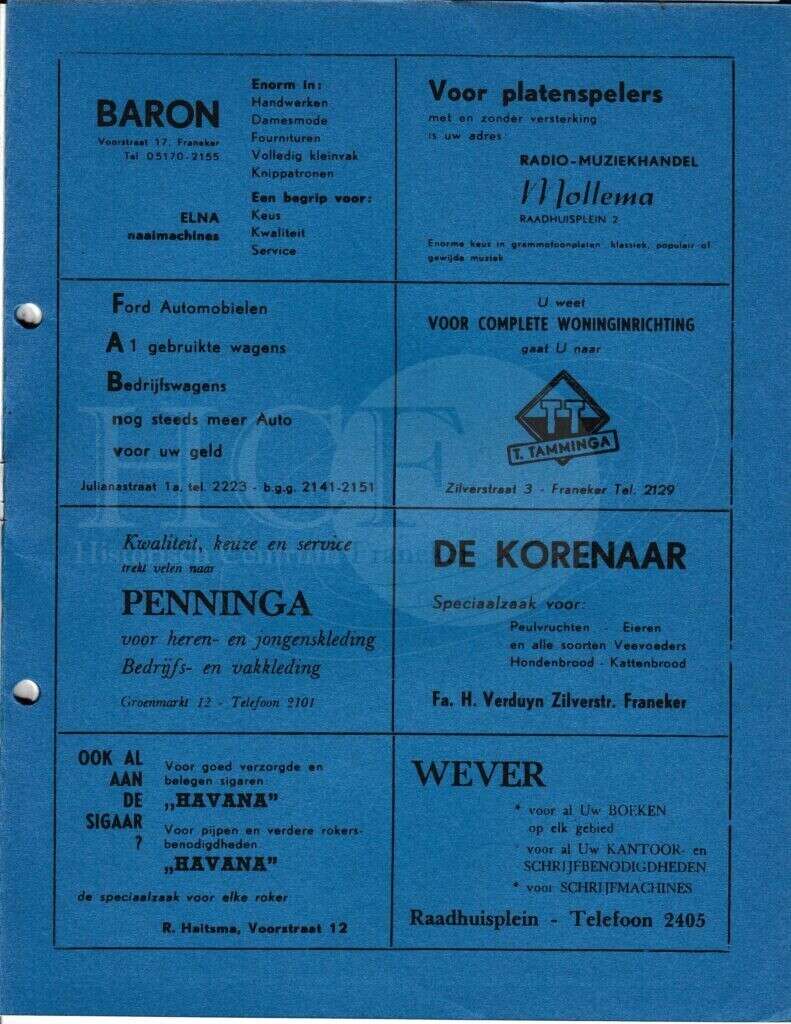 BARON
Voorstraat 17, Franeker
Tel 05170-2155
ELNA
naaimachines
Enorm in:
Handwerken
Damesmode
Fournituren
Volledig kleinvak
Knippatronen
Een begrip voor:
Keus
Kwaliteit
Service
Voor platenspelers
met en zonder versterking
is uw adres:
RADIO-MUZIEKHANDEL
Mollema
RAADHUISPLEIN 2
Enorme keus in grammofoonplaten, klassiek, populair of
gewijde muziek
Ford Automobielen
A 1 gebruikte wagens
Bedrijfswagens
nog steeds meer Auto
voor uw geld
Julianastraat 1a, tel. 2223 - b.g.g. 2141-2151
U weet
VOOR COMPLETE WONINGINRICHTING
gaat U naar
TT
T. TAMMINGA
Zilverstraat 3 - Franeker Tel. 2129
HCF
Kwaliteit, keuze en service
trekt velen naar
PENNINGA
voor heren- en jongenskleding
Bedrijfs- en vakkleding
Groenmarkt 12 - Telefoon 2101
DE KORENAAR
Speciaalzaak voor:
Peulvruchten - Eieren
en alle soorten Veevoeders
Hondenbrood - Kattenbrood
Fa. H. Verduyn Zilverstr. Franeker
OOK AL
AAN
DE
SIGAAR
?
Voor goed verzorgde en
belegen sigaren:
„HAVANA”
Voor pijpen en verdere rokers-
benodigdheden
„HAVANA”
de speciaalzaak voor elke roker
R. Haitsma, Voorstraat 12
WEVER
* voor al Uw BOEKEN
op elk gebied
voor al Uw KANTOOR- en
SCHRIJFBENODIGDHEDEN
* voor SCHRIJFMACHINES
Raadhuisplein - Telefoon 2405